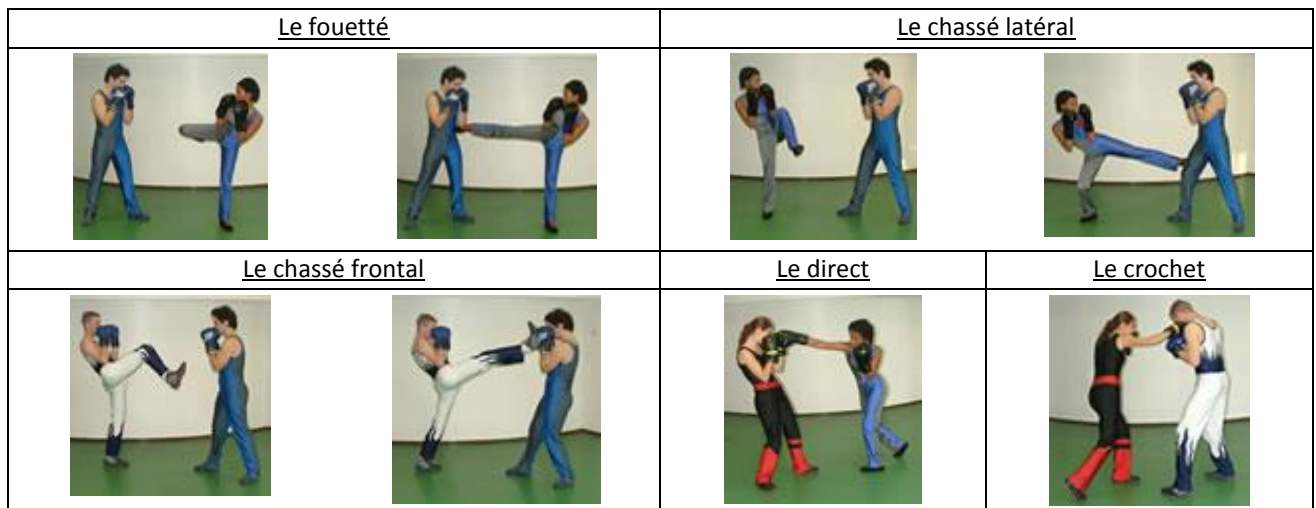 Le fouetté
Le chassé latéral
Le chassé frontal
Le direct
Le crochet